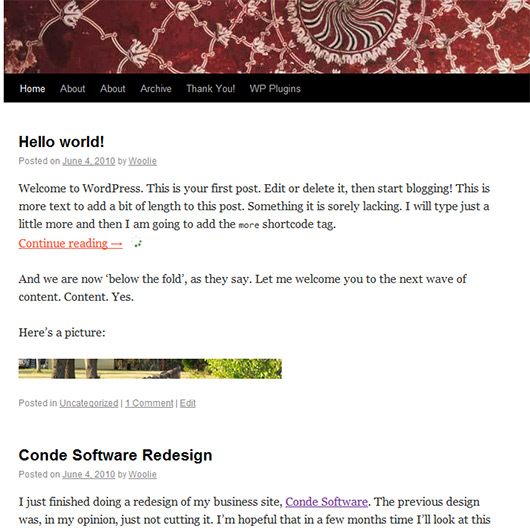 Home About About Archive Thank You! WP Plugins
Hello world!
Posted on June 4, 2010 by Woolie
Welcome to WordPress. This is your first post. Edit or delete it, then start blogging! This is
more text to add a bit of length to this post. Something it is sorely lacking. I will type just a
little more and then I am going to add the more shortcode tag.
Continue reading →
And we are now ‘below the fold’, as they say. Let me welcome you to the next wave of
content. Content. Yes.
Here’s a picture:
Posted in Uncategorized | 1 Comment | Edit
Conde Software Redesign
Posted on June 4, 2010 by Woolie
I just finished doing a redesign of my business site, Conde Software. The previous design
was, in my opinion, just not cutting it. I’m hopeful that in a few months time I’ll look at this